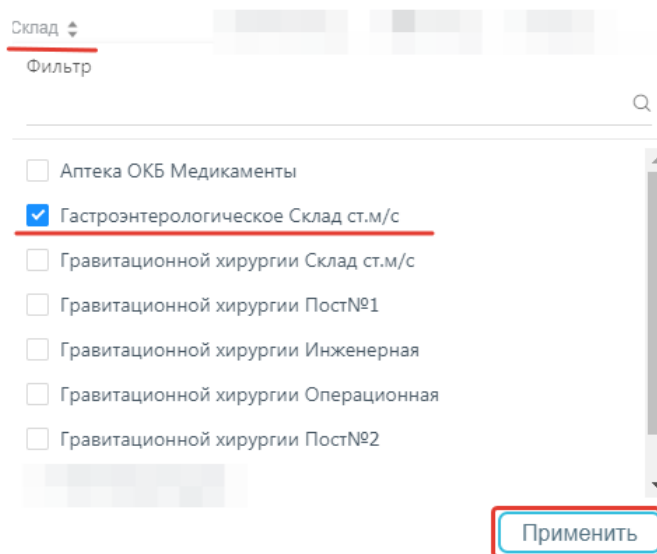 Склад
Фильтр
Аптека ОКБ Медикаменты
Гастроэнтерологическое Склад ст.м/с
Гравитационной хирургии Склад ст.м/с
Гравитационной хирургии Пост№1
Гравитационной хирургии Инженерная
Гравитационной хирургии Операционная
Гравитационной хирургии Пост№2
Применить